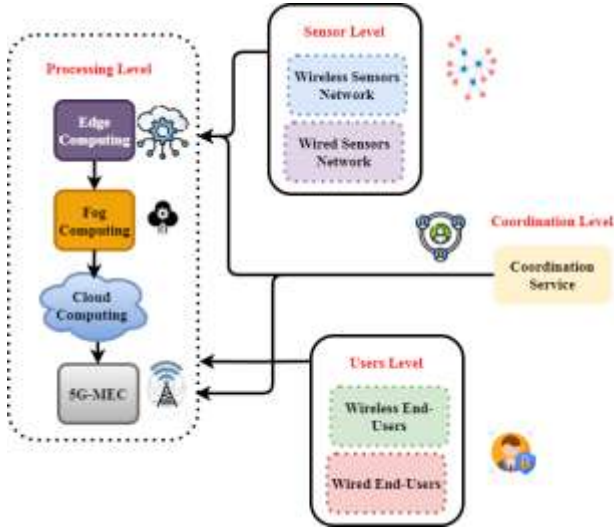 Processing Level
Edge
Computing
Fog
Computing
Cloud
Computing
5G-MEC
Sensor Level
Wireless Sensors
Network
Wired Sensors
Network
Coordination Level
Coordination
Service
Users Level
Wireless End-
Users
Wired End-Users